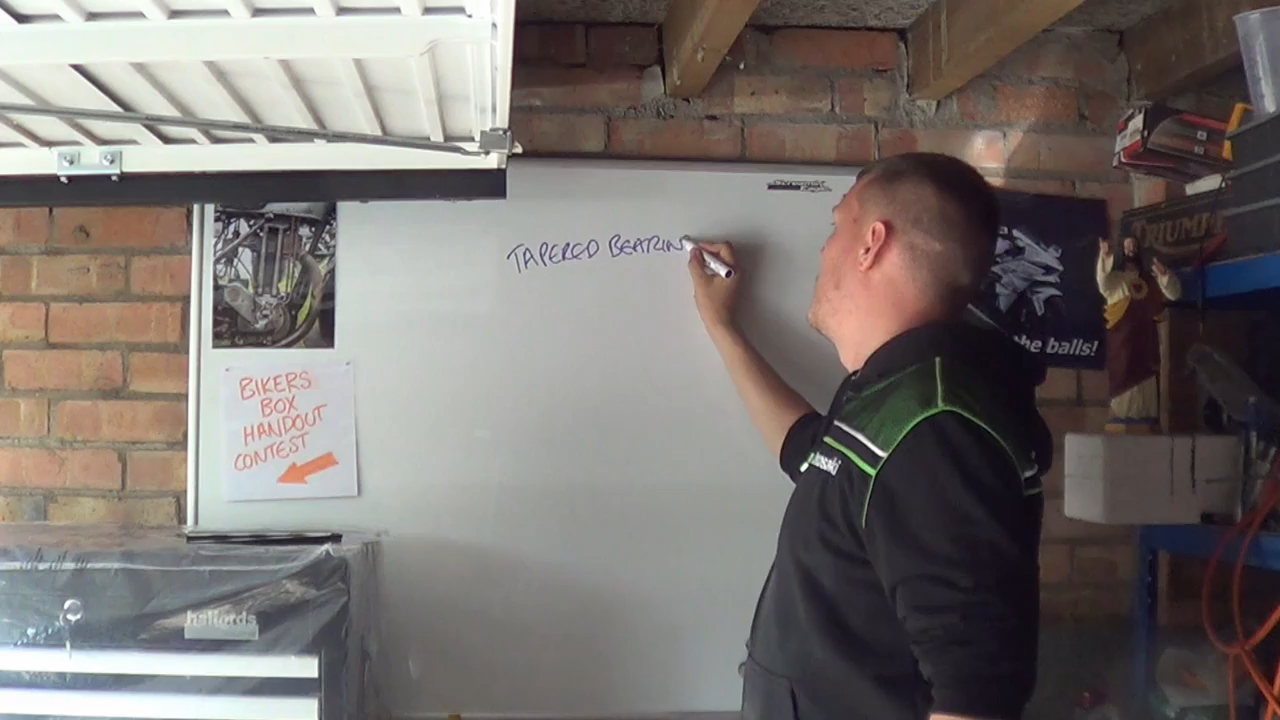 TAPERED BEARIN
BIKERS
BOX
HANDOUT
CONTEST
TRIUMPH
the balls!
halfords